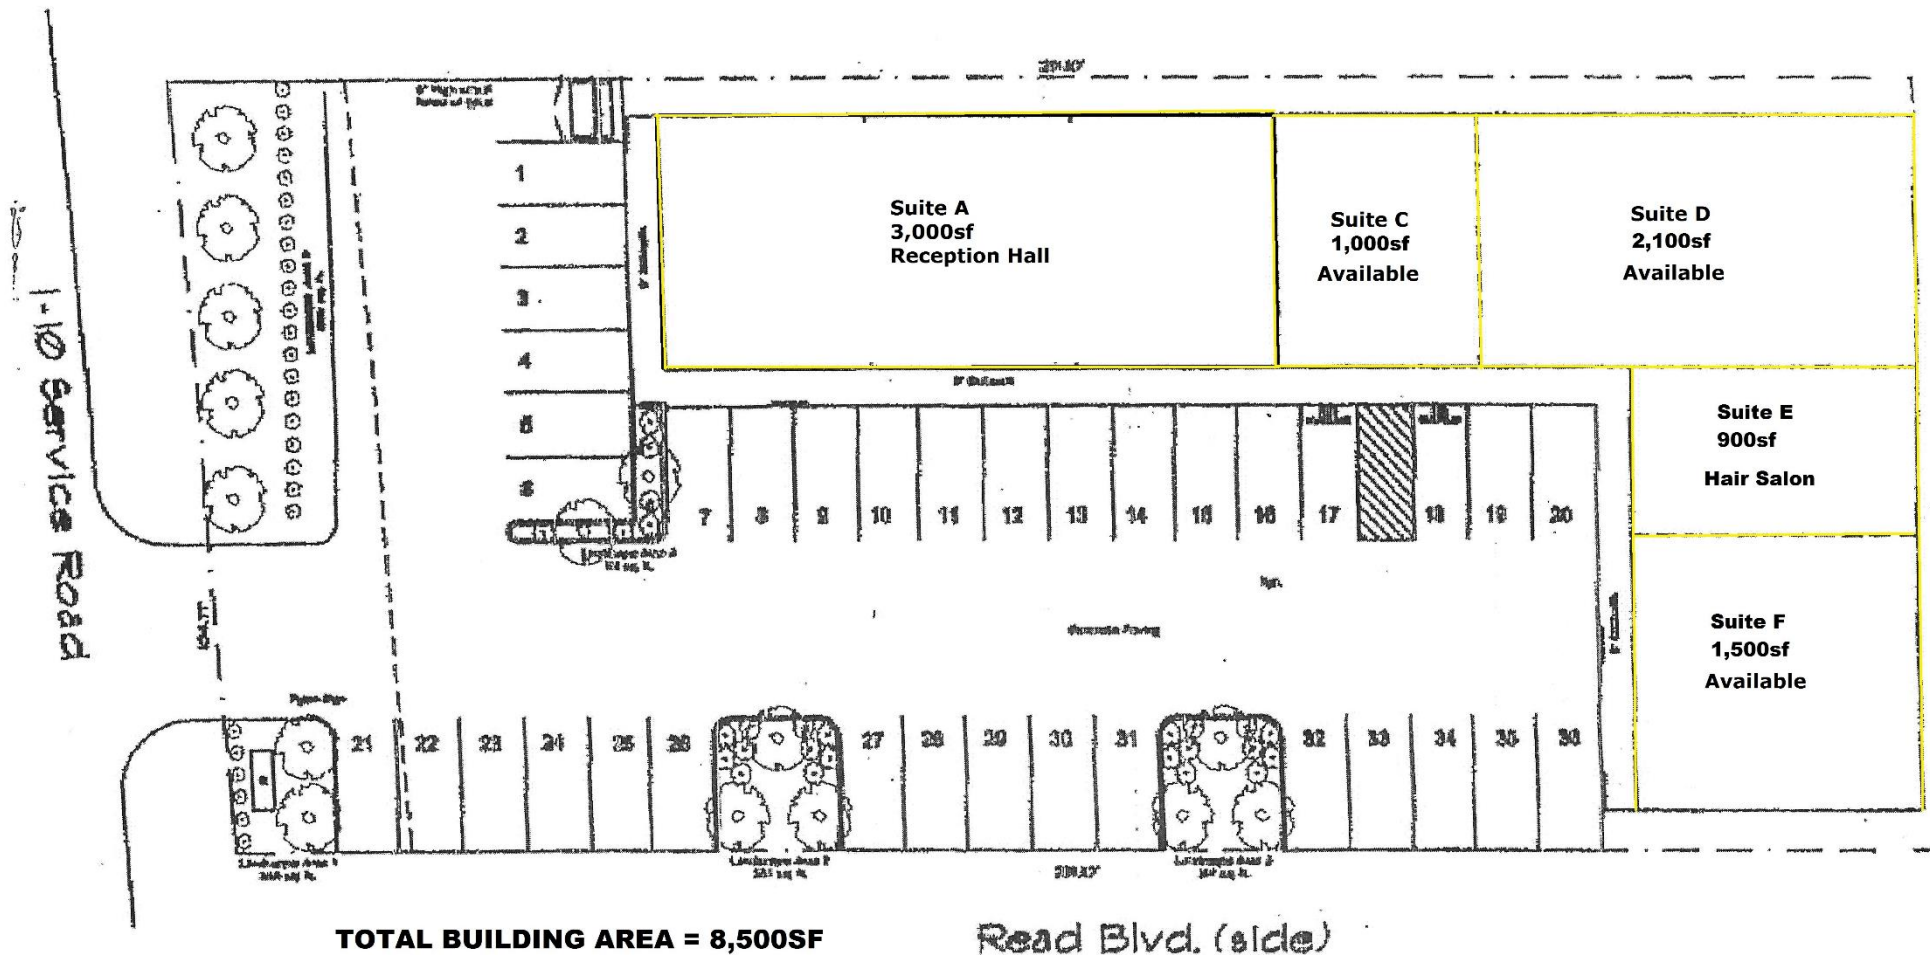 1
2
3
4
5
6
Suite A
3,000sf
Reception Hall
Suite C
1,000sf
Available
Suite D
2,100sf
Available
Suite E
900sf
Hair Salon
Suite F
1,500sf
Available
7 8 9 10 11 12 13 14 15 16 17 18 19 20
Concrete Paving
I-10 Service Road
21 22 23 24 25 26 27 28 29 30 31 32 33 34 35 36
TOTAL BUILDING AREA = 8,500SF
Read Blvd. (side)